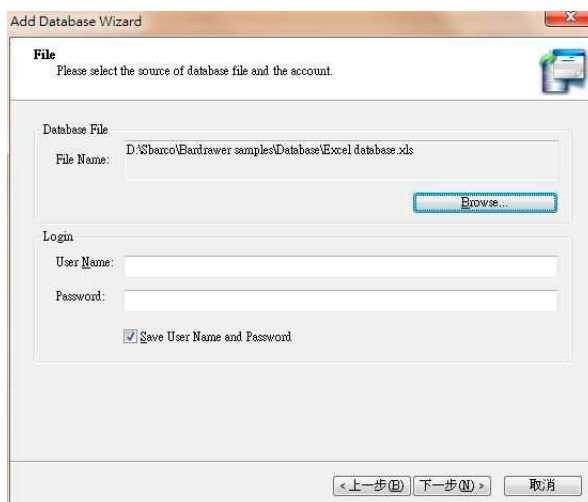 Add Database Wizard
File
Please select the source of database file and the account.
Database File
File Name:
D:\Sbarco\Bardrawer samples\Database\Excel database.xls
Browse...
Login
User Name:
Password:
Save User Name and Password
<上一步(B) 下一步(N)> 取消